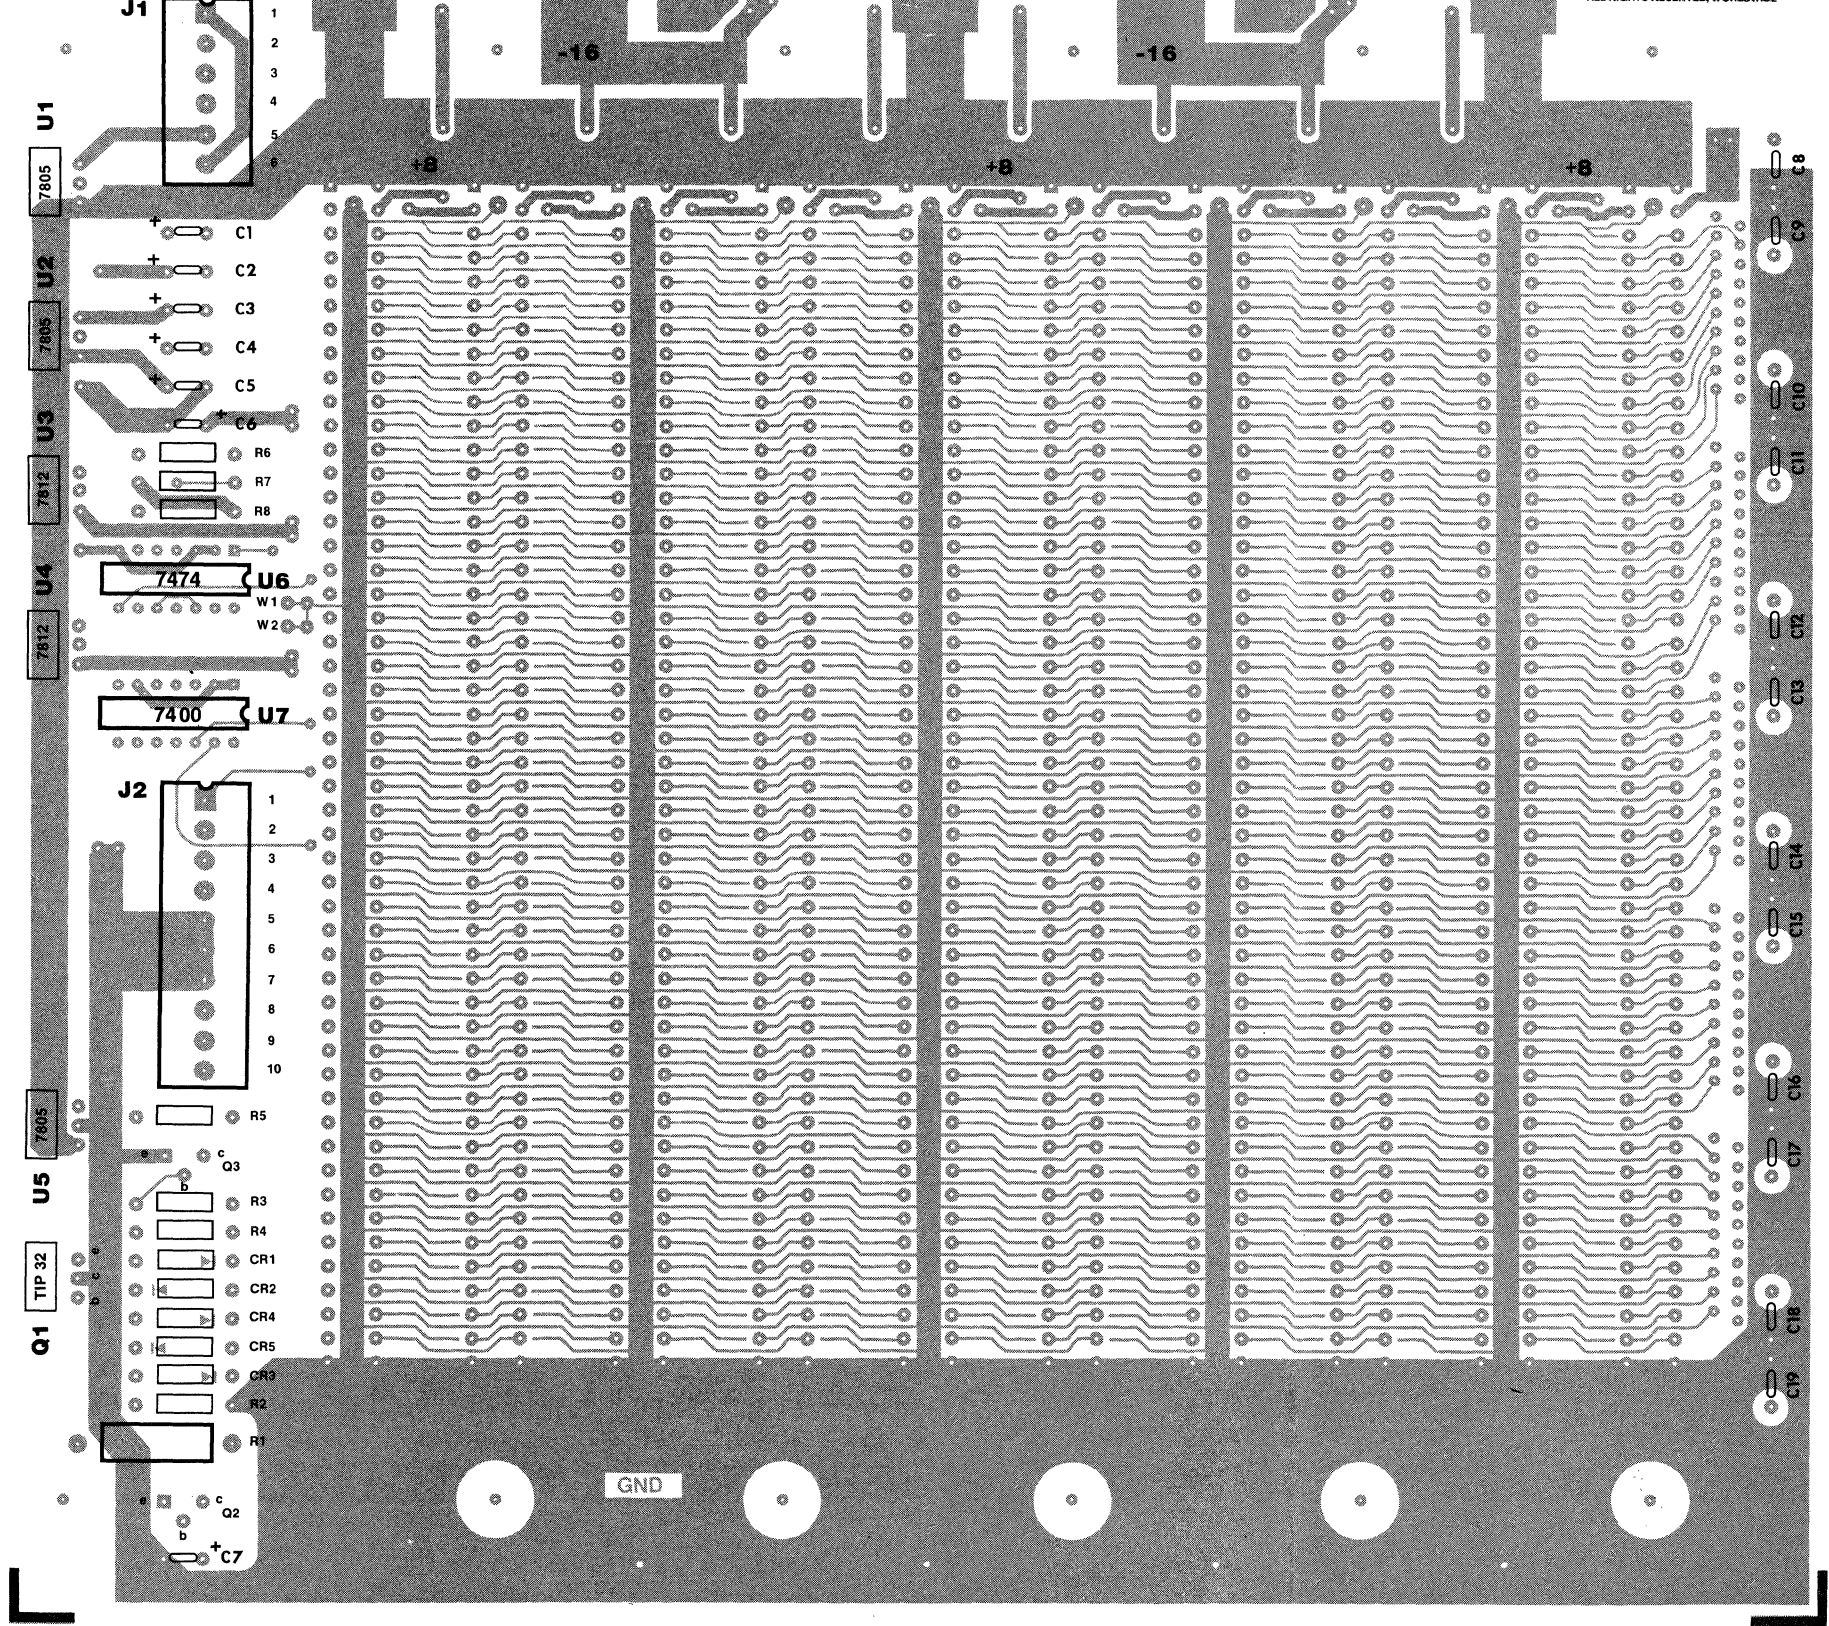 J1
1
2
3
4
5
6
-16
-16
+8
+8
+8
U1
7805
+
C1
U2
+
C2
+
C3
7805
+
C4
+
C5
U3
+
C6
R6
7812
R7
R8
U4
7474
U6
W1
W2
7812
7400
U7
J2
1
2
3
4
5
6
7
8
9
10
7805
R5
e
c
Q3
b
U5
R3
R4
TIP 32
e
c
b
CR1
CR2
CR4
Q1
CR5
CR3
R2
R1
e
c
Q2
b
+
C7
GND
C8
C9
C10
C11
C12
C13
C14
C15
C16
C17
C18
C19